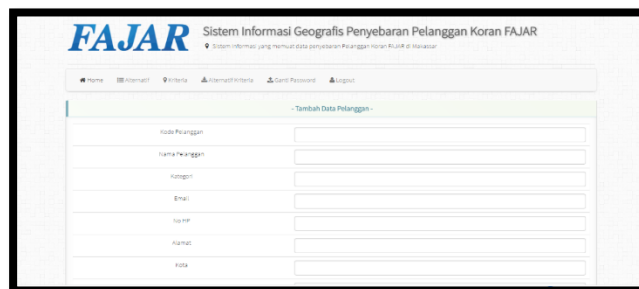 FAJAR
Sistem Informasi Geografis Penyebaran Pelanggan Koran FAJAR
Sistem informasi yang memuat data penyebaran Pelanggan Koran FAJAR di Makassar
Home Alternatif Kriteria AlternatifKriteria Ganti Password Logout
- Tambah Data Pelanggan -
Kode Pelanggan
Nama Pelanggan
Kategori
Email
No HP
Alamat
Kota